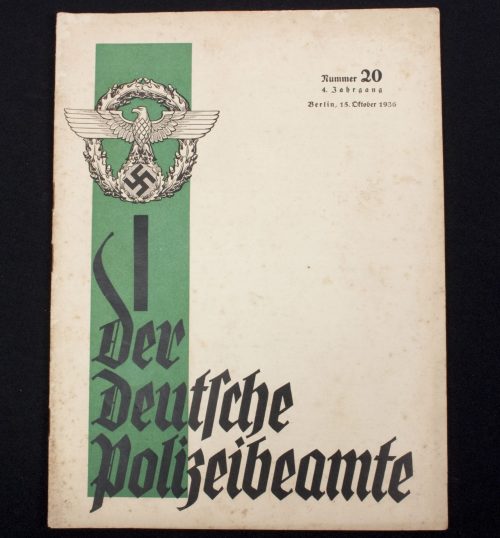 Nummer 20
4. Jahrgang
Berlin, 15. Oktober 1936
Der
Deutsche
Polizeibeamte